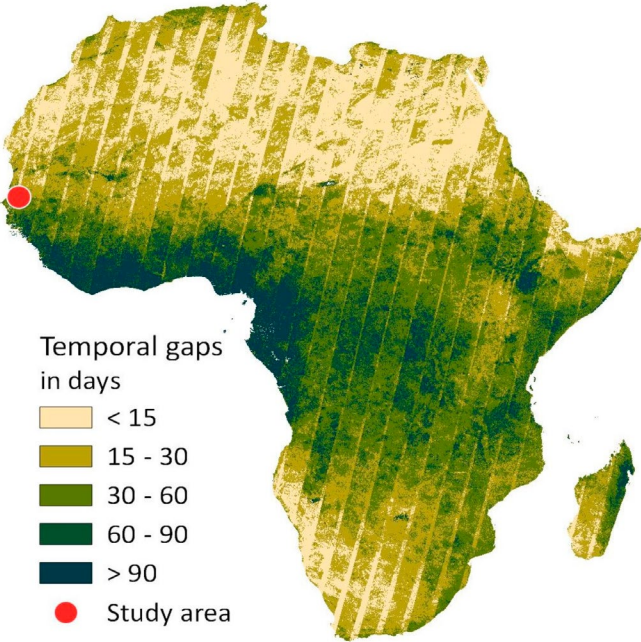 Temporal gaps
in days
< 15
15 - 30
30 - 60
60 - 90
> 90
Study area